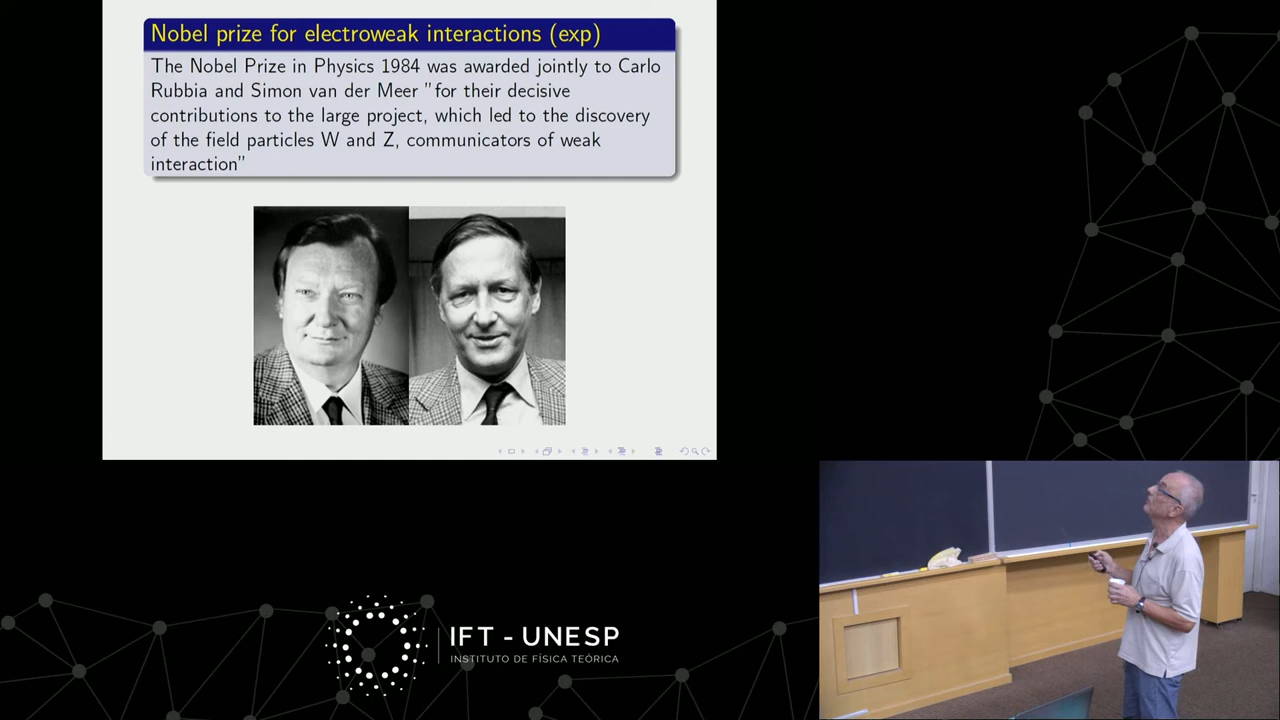 Nobel prize for electroweak interactions (exp)
The Nobel Prize in Physics 1984 was awarded jointly to Carlo
Rubbia and Simon van der Meer "for their decisive
contributions to the large project, which led to the discovery
of the field particles W and Z, communicators of weak
interaction"
IFT - UNESP
INSTITUTO DE FÍSICA TEÓRICA